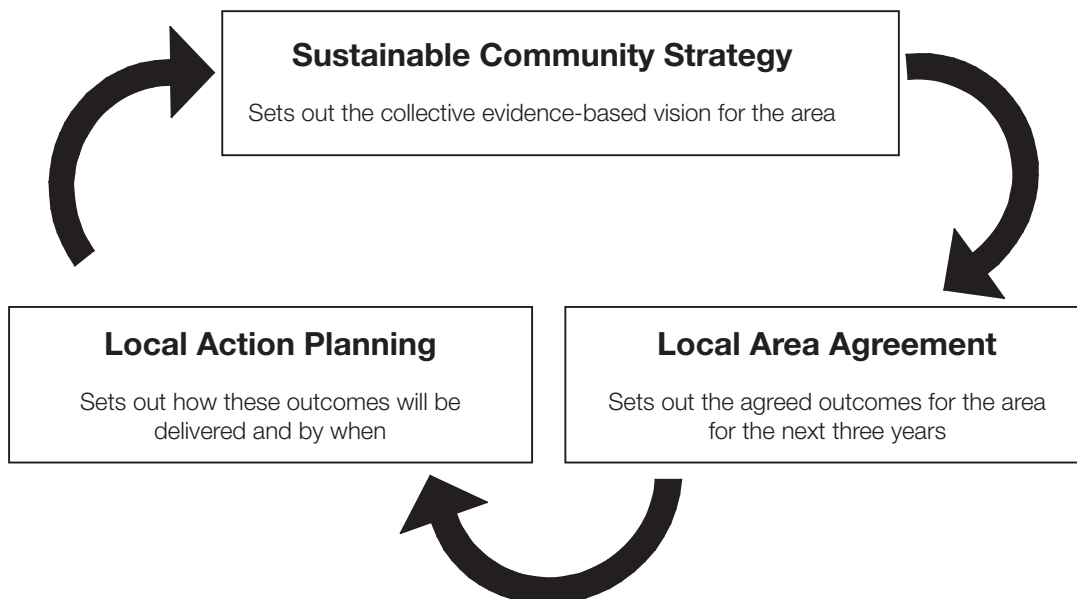 Sustainable Community Strategy
Sets out the collective evidence-based vision for the area
Local Action Planning
Sets out how these outcomes will be
delivered and by when
Local Area Agreement
Sets out the agreed outcomes for the area
for the next three years